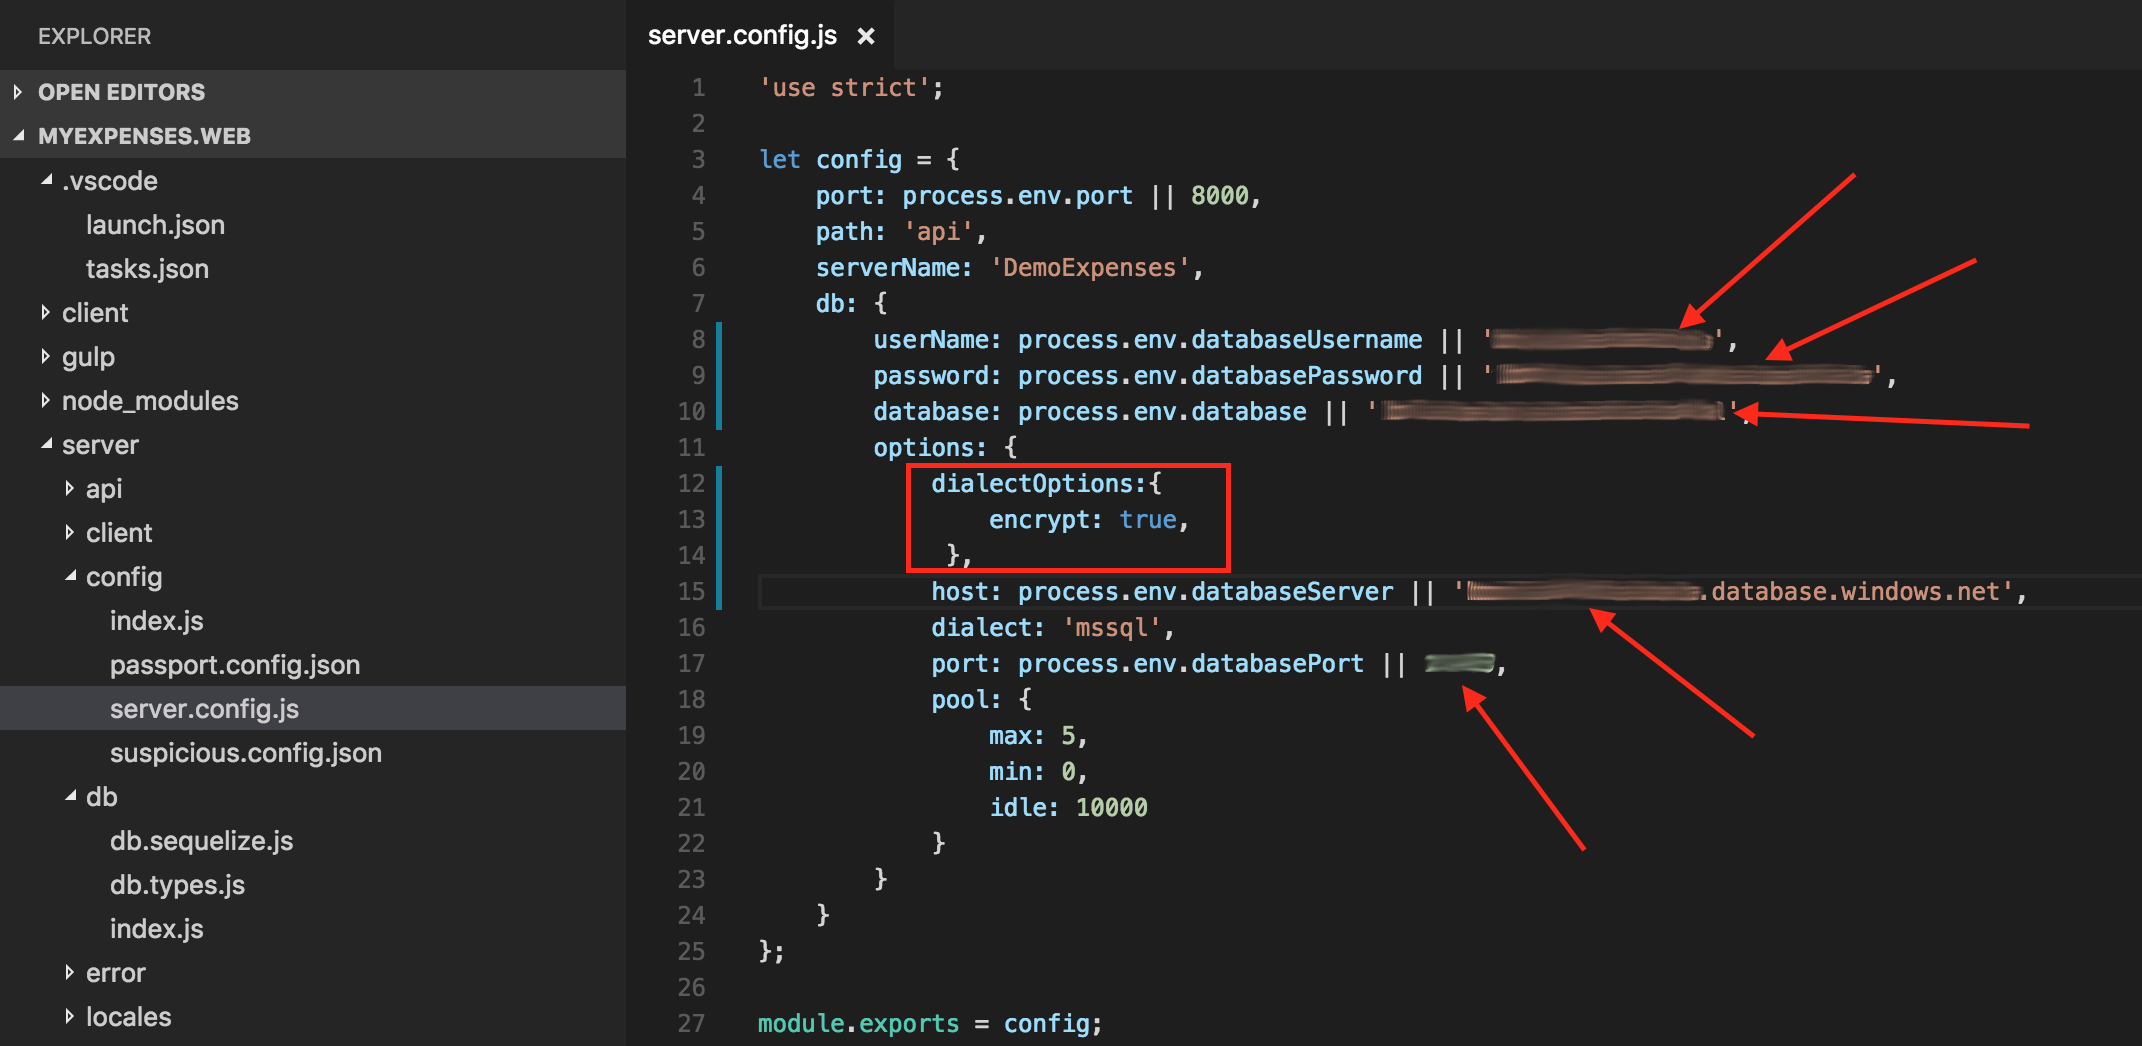 EXPLORER
OPEN EDITORS
MYEXPENSES.WEB
.vscode
launch.json
tasks.json
client
gulp
node_modules
server
api
client
config
index.js
passport.config.json
server.config.js
suspicious.config.json
db
db.sequelize.js
db.types.js
index.js
error
locales
server.config.js ×
1 'use strict';
2
3 let config = {
4 port: process.env.port || 8000,
5 path: 'api',
6 serverName: 'DemoExpenses',
7 db: {
8 userName: process.env.databaseUsername || '',
9 password: process.env.databasePassword || '',
10 database: process.env.database || '',
11 options: {
12 dialectOptions:{
13 encrypt: true,
14 },
15 host: process.env.databaseServer || '.database.windows.net',
16 dialect: 'mssql',
17 port: process.env.databasePort || ,
18 pool: {
19 max: 5,
20 min: 0,
21 idle: 10000
22 }
23 }
24 }
25 };
26
27 module.exports = config;